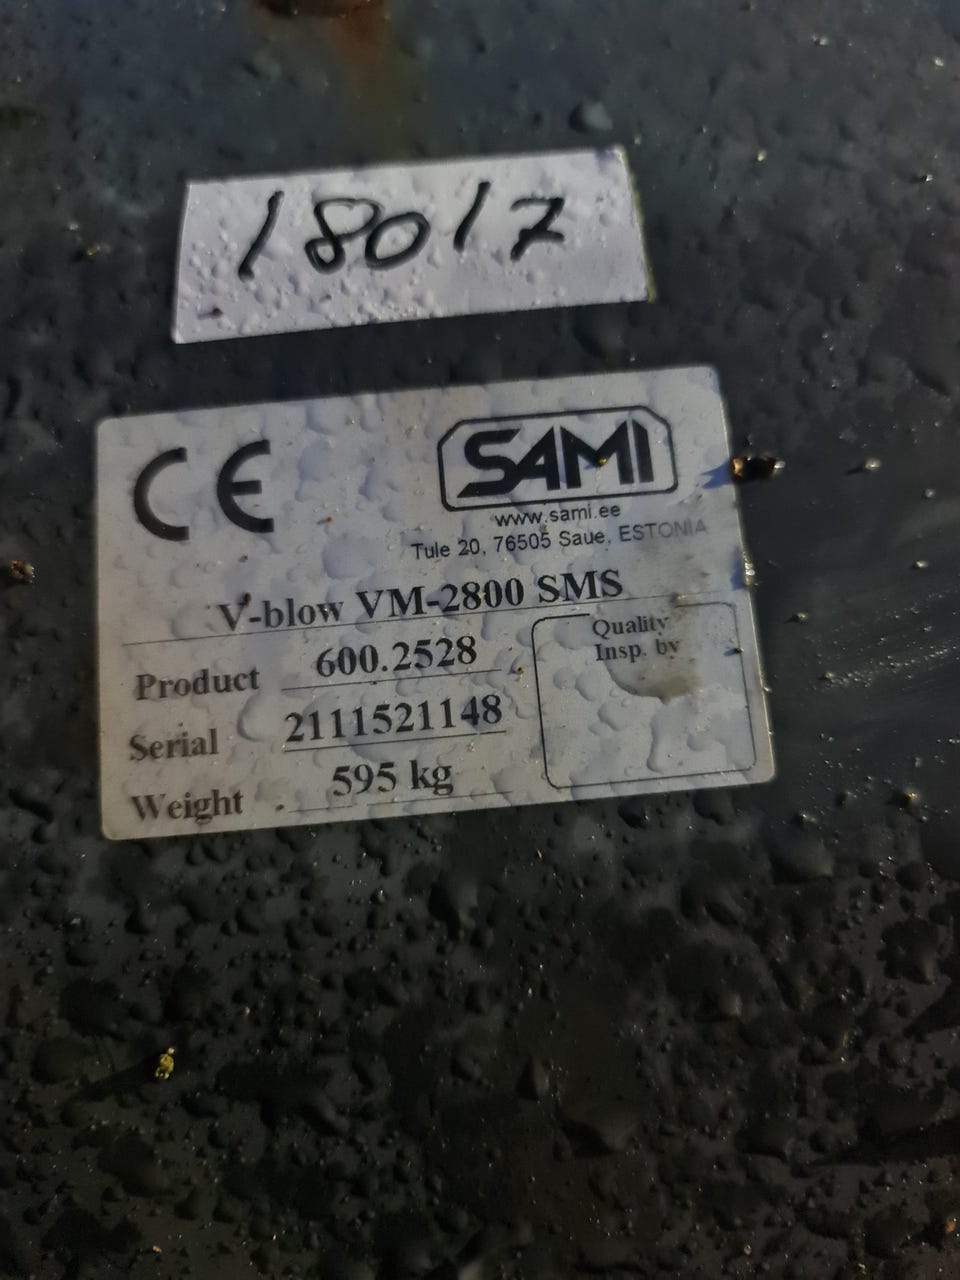 18017
CE
SAMI
www.sami.ee
Tule 20, 76505 Saue, ESTONIA
V-blow VM-2800 SMS
Product 600.2528
Serial 2111521148
Weight 595 kg
Quality
Insp. by